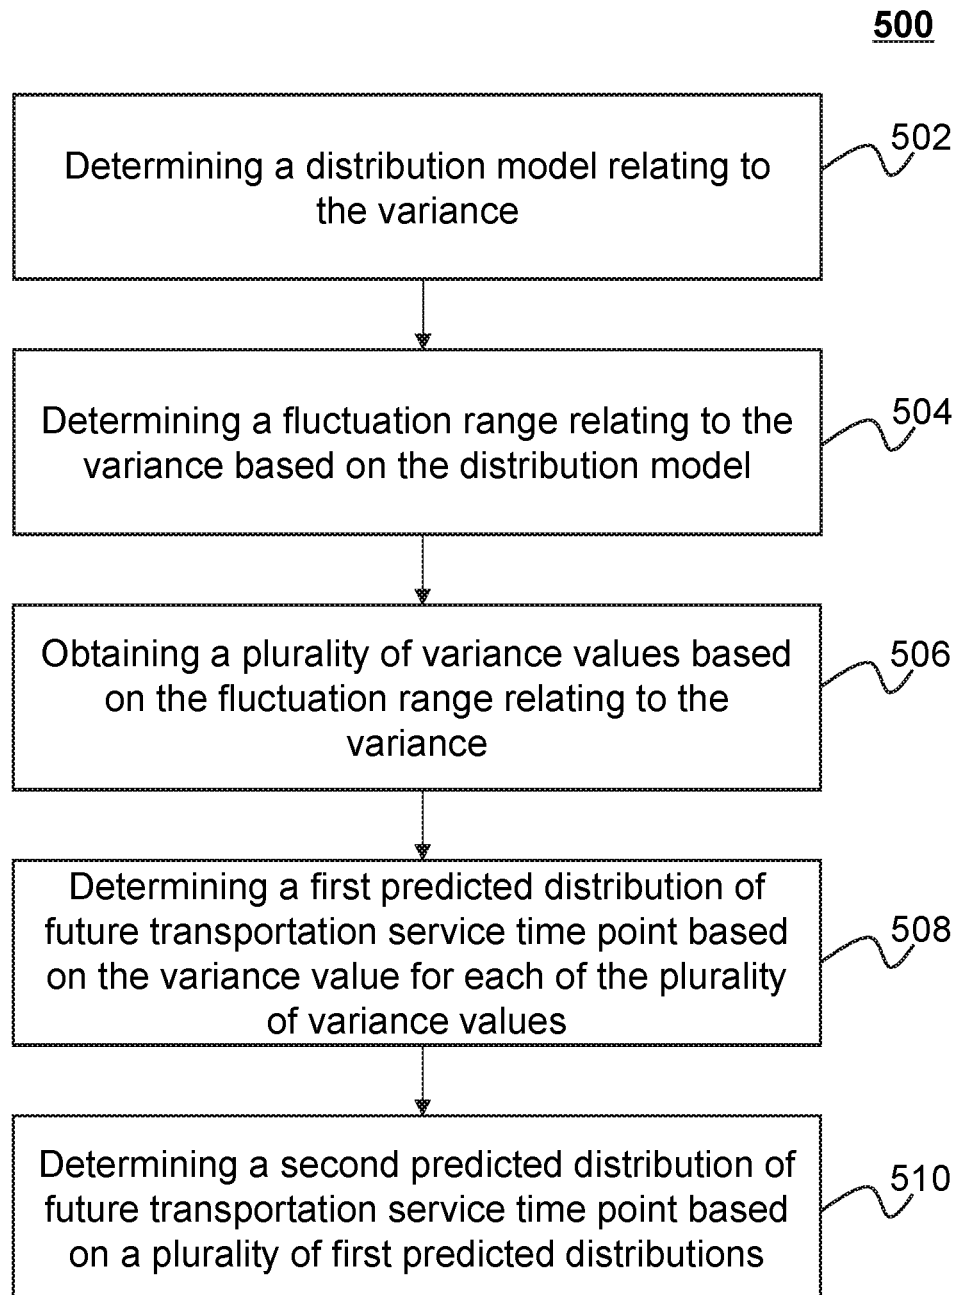 500
Determining a distribution model relating to
the variance
502
Determining a fluctuation range relating to the
variance based on the distribution model
504
Obtaining a plurality of variance values based
on the fluctuation range relating to the
variance
506
Determining a first predicted distribution of
future transportation service time point based
on the variance value for each of the plurality
of variance values
508
Determining a second predicted distribution of
future transportation service time point based
on a plurality of first predicted distributions
510